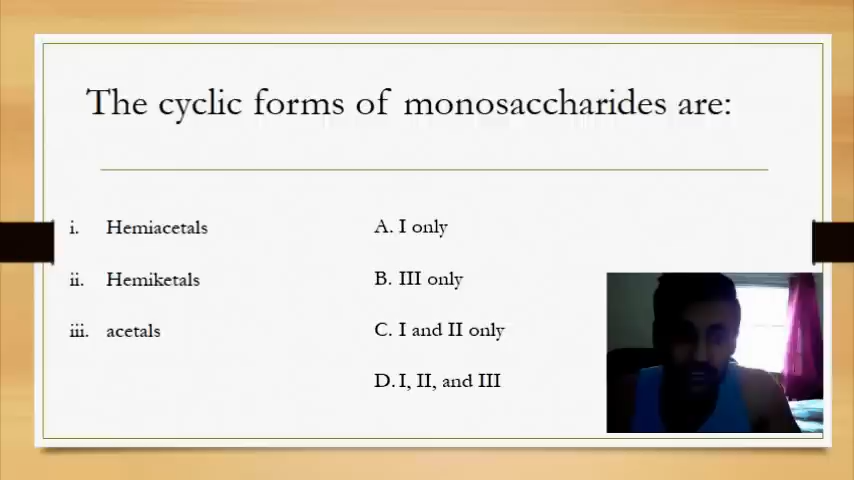 The cyclic forms of monosaccharides are:
i. Hemiacetals
ii. Hemiketals
iii. acetals
A. I only
B. III only
C. I and II only
D. I, II, and III